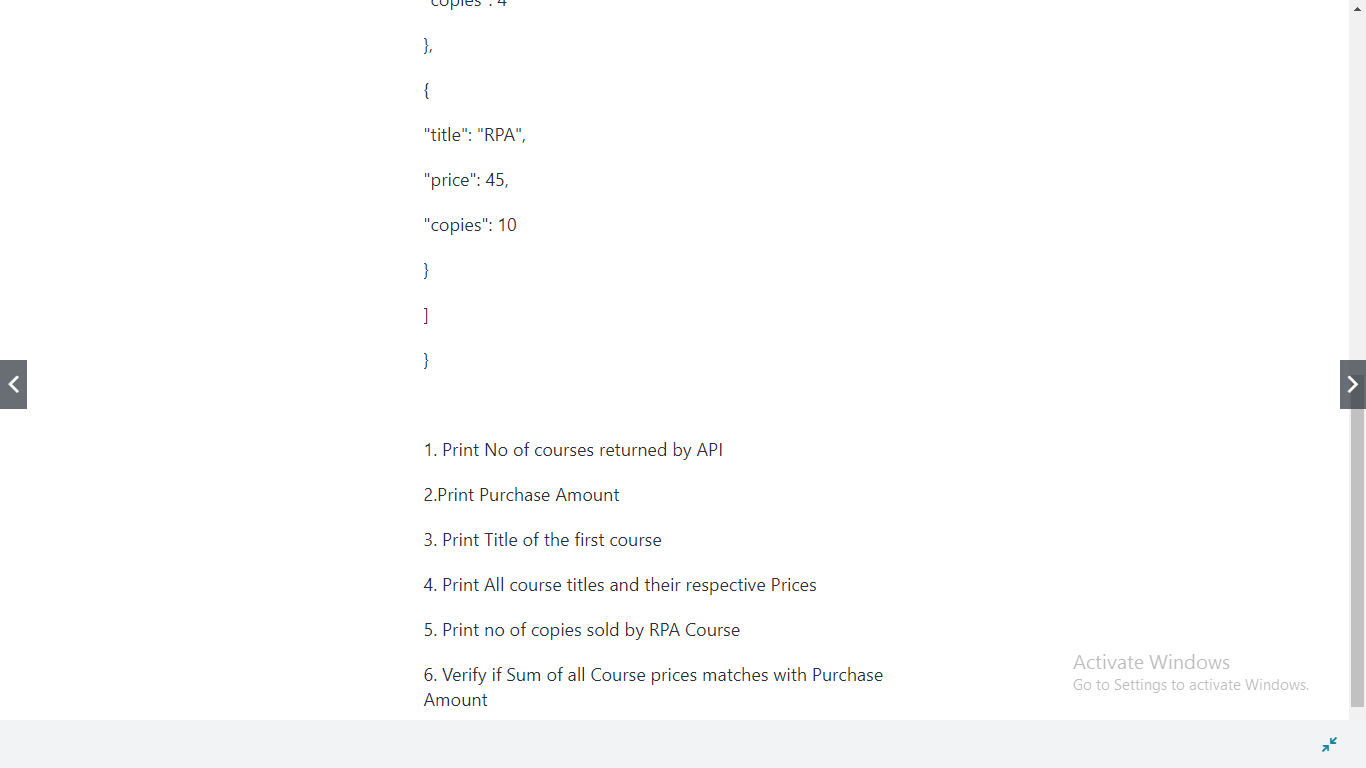 "copies": 4
},
{
"title": "RPA",
"price": 45,
"copies": 10
}
]
}
1. Print No of courses returned by API
2.Print Purchase Amount
3. Print Title of the first course
4. Print All course titles and their respective Prices
5. Print no of copies sold by RPA Course
6. Verify if Sum of all Course prices matches with Purchase
Amount
Activate Windows
Go to Settings to activate Windows.